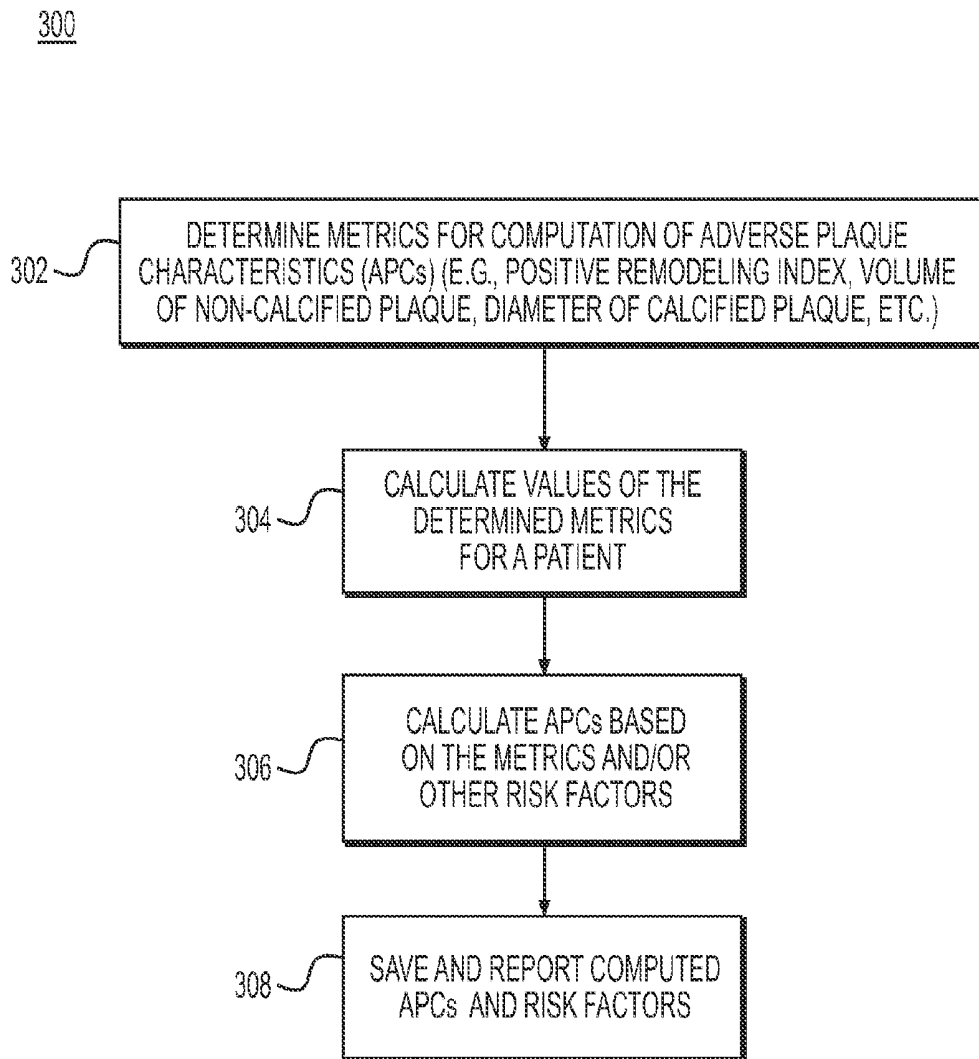 300
302
DETERMINE METRICS FOR COMPUTATION OF ADVERSE PLAQUE
CHARACTERISTICS (APCs) (E.G., POSITIVE REMODELING INDEX, VOLUME
OF NON-CALCIFIED PLAQUE, DIAMETER OF CALCIFIED PLAQUE, ETC.)
304
CALCULATE VALUES OF THE
DETERMINED METRICS
FOR A PATIENT
306
CALCULATE APCs BASED
ON THE METRICS AND/OR
OTHER RISK FACTORS
308
SAVE AND REPORT COMPUTED
APCs AND RISK FACTORS